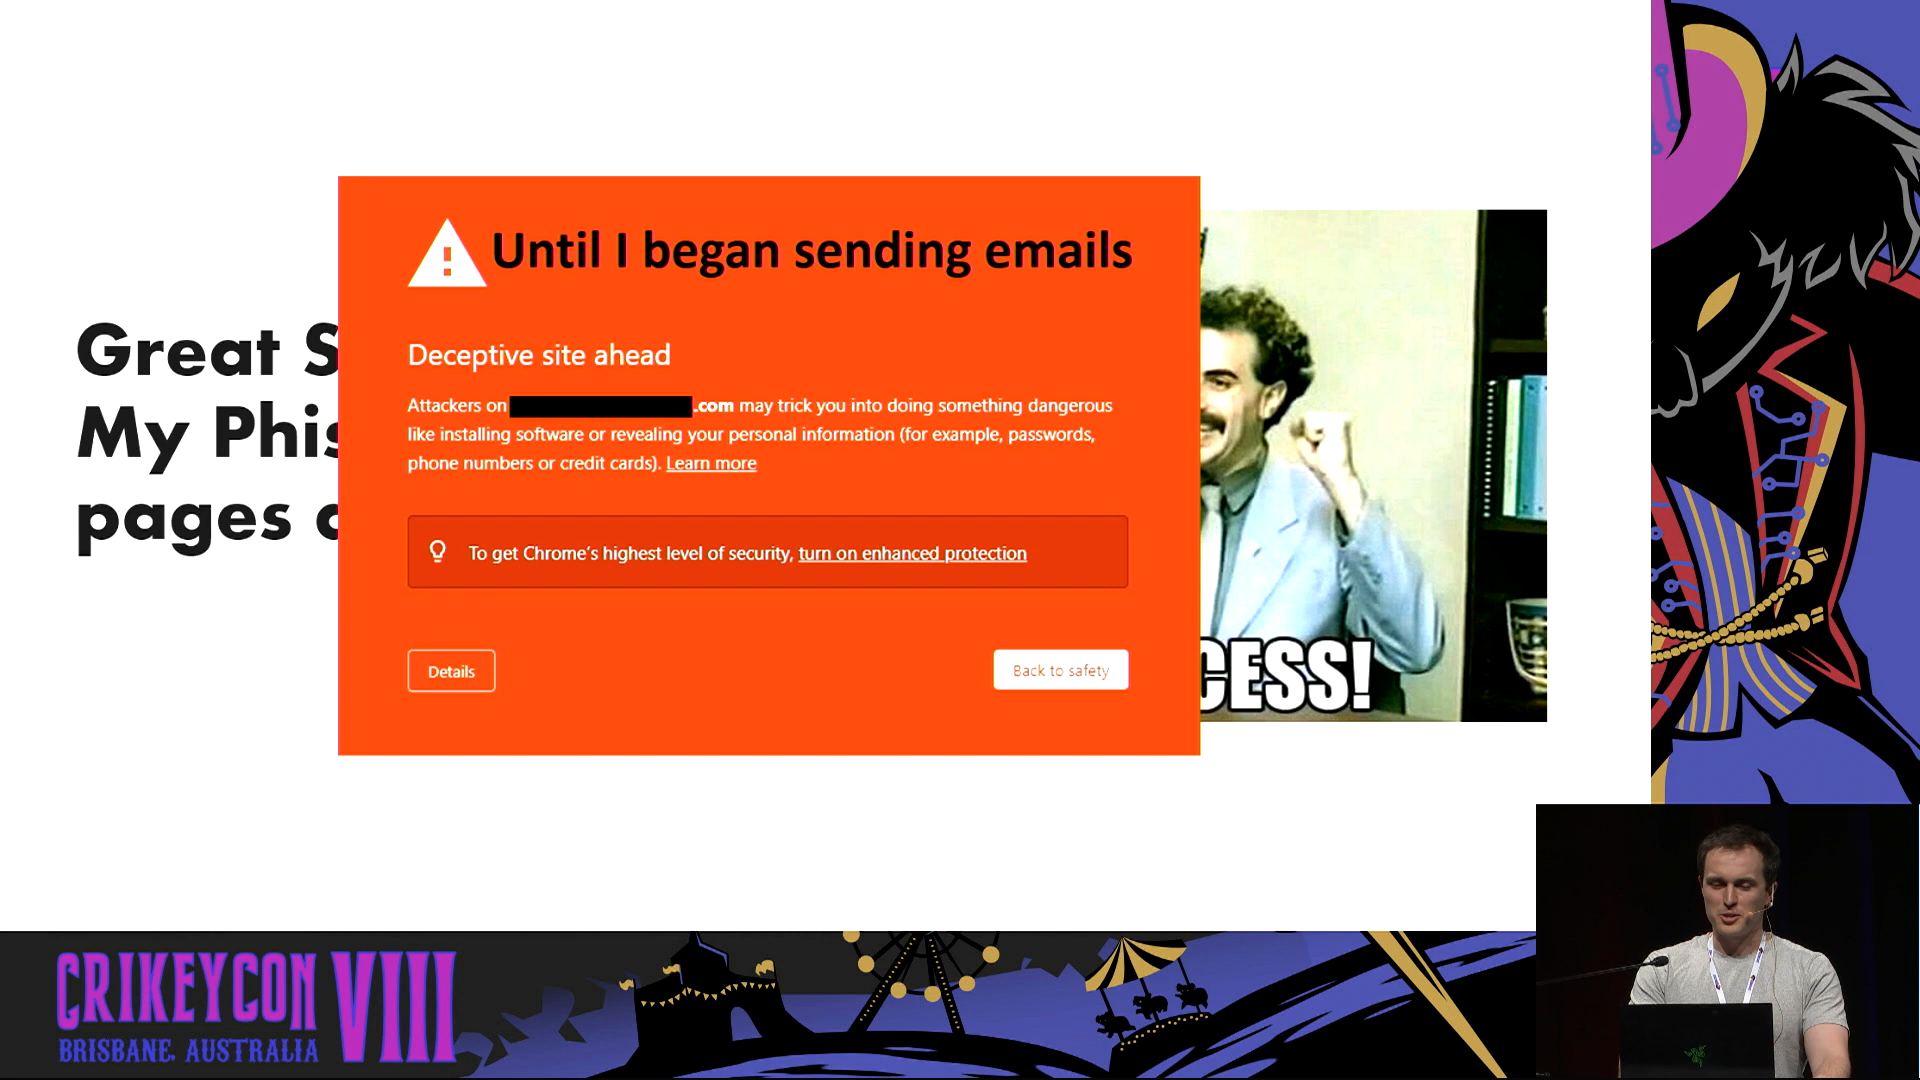 Great S
My Phis
pages
Until I began sending emails
Deceptive site ahead
Attackers on .com may trick you into doing something dangerous
like installing software or revealing your personal information (for example, passwords,
phone numbers or credit cards). Learn more
To get Chrome's highest level of security, turn on enhanced protection
Details
Back to safety
CESS!
CRIKEYCON VIII
BRISBANE, AUSTRALIA